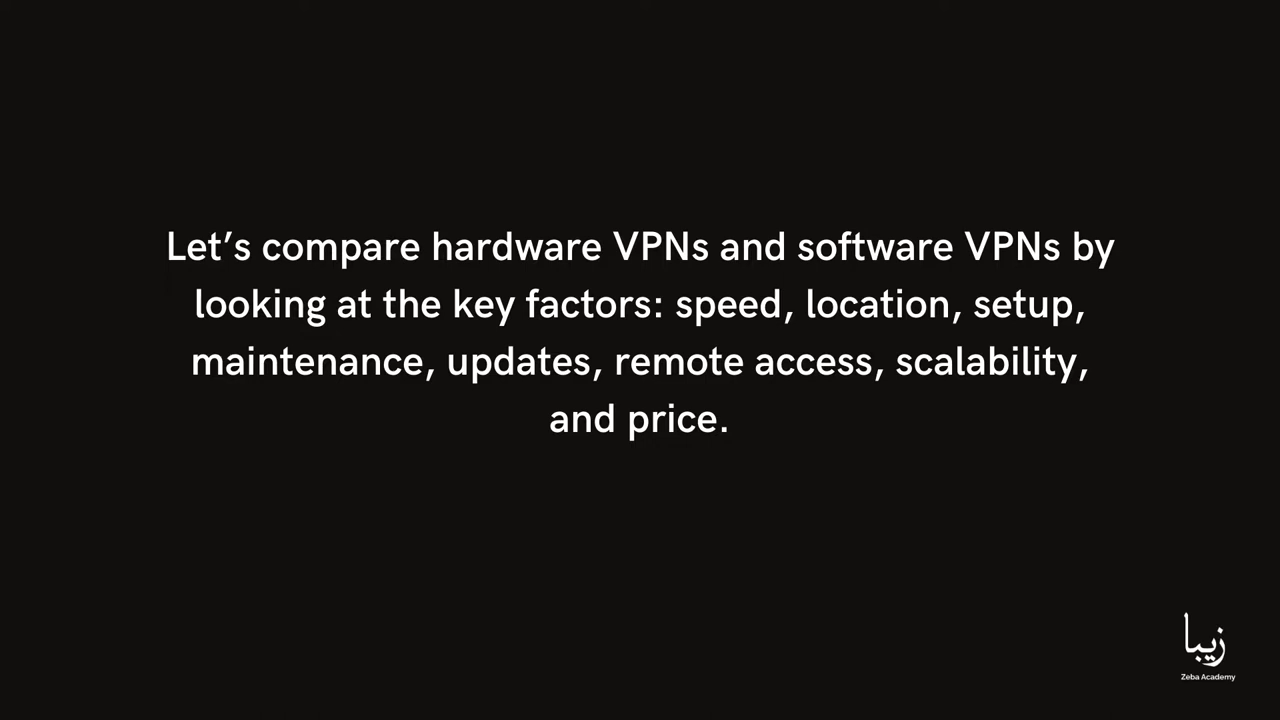 Let’s compare hardware VPNs and software VPNs by
looking at the key factors: speed, location, setup,
maintenance, updates, remote access, scalability,
and price.
زیبا
Zeba Academy